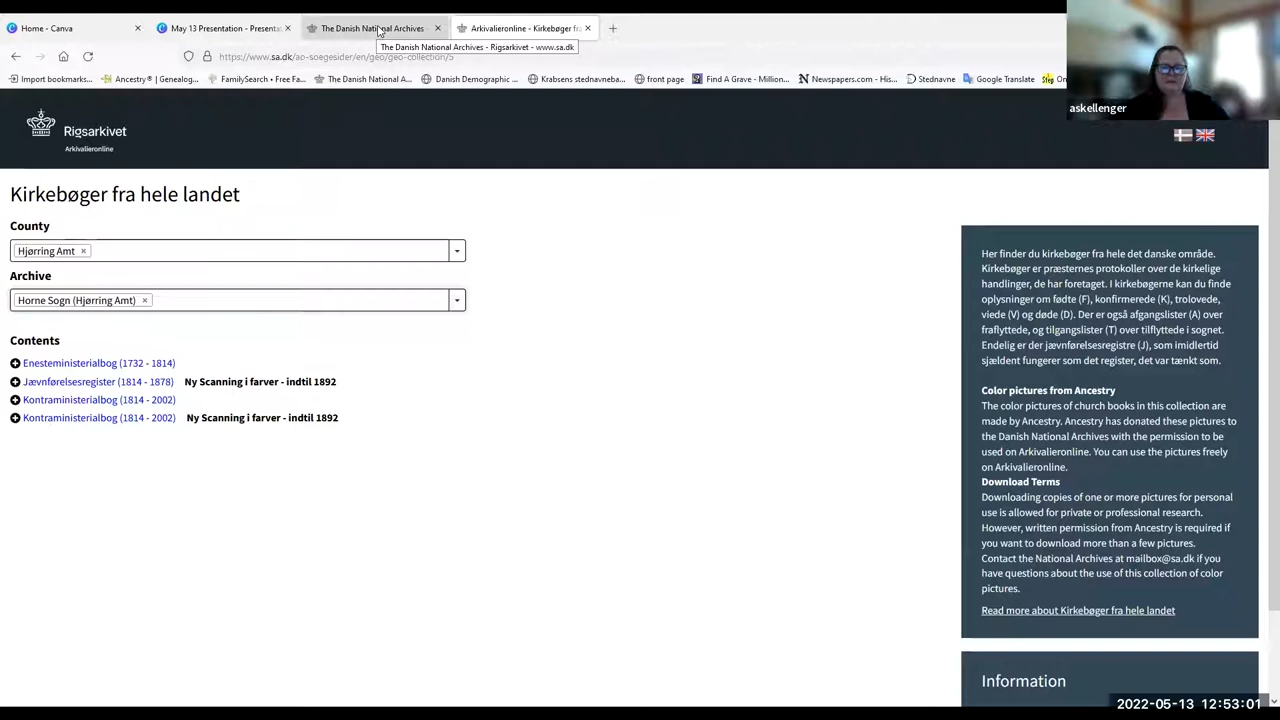 Home - Canva
May 13 Presentation - Presentat
The Danish National Archives -
Arkivalieronline - Kirkebøger fra
The Danish National Archives - Rigsarkivet - www.sa.dk
https://www.sa.dk/ao-soegesider/en/geo/geo-collection/5
Import bookmarks...
Ancestry® | Genealog...
FamilySearch • Free Fa...
The Danish National A...
Danish Demographic ...
Krabsens stednavneba...
front page
Find A Grave - Million...
Newspapers.com - His...
Stednavne
Google Translate
askellenger
Rigsarkivet
Arkivalieronline
Kirkebøger fra hele landet
County
Hjørring Amt ×
Archive
Horne Sogn (Hjørring Amt) ×
Contents
Enesteministerialbog (1732 - 1814)
Jævnførelsesregister (1814 - 1878) Ny Scanning i farver - indtil 1892
Kontraministerialbog (1814 - 2002)
Kontraministerialbog (1814 - 2002) Ny Scanning i farver - indtil 1892
Her finder du kirkebøger fra hele det danske område.
Kirkebøger er præsternes protokoller over de kirkelige
handlinger, de har foretaget. I kirkebøgerne kan du finde
oplysninger om fødte (F), konfirmerede (K), trolovede,
viede (V) og døde (D). Der er også afgangslister (A) over
fraflyttede, og tilgangslister (T) over tilflyttede i sognet.
Endelig er der jævnførelsesregistre (J), som imidlertid
sjældent fungerer som det register, det var tænkt som.
Color pictures from Ancestry
The color pictures of church books in this collection are
made by Ancestry. Ancestry has donated these pictures to
the Danish National Archives with the permission to be
used on Arkivalieronline. You can use the pictures freely
on Arkivalieronline.
Download Terms
Downloading copies of one or more pictures for personal
use is allowed for private or professional research.
However, written permission from Ancestry is required if
you want to download more than a few pictures.
Contact the National Archives at mailbox@sa.dk if you
have questions about the use of this collection of color
pictures.
Read more about Kirkebøger fra hele landet
Information
2022-05-13 12:53:01